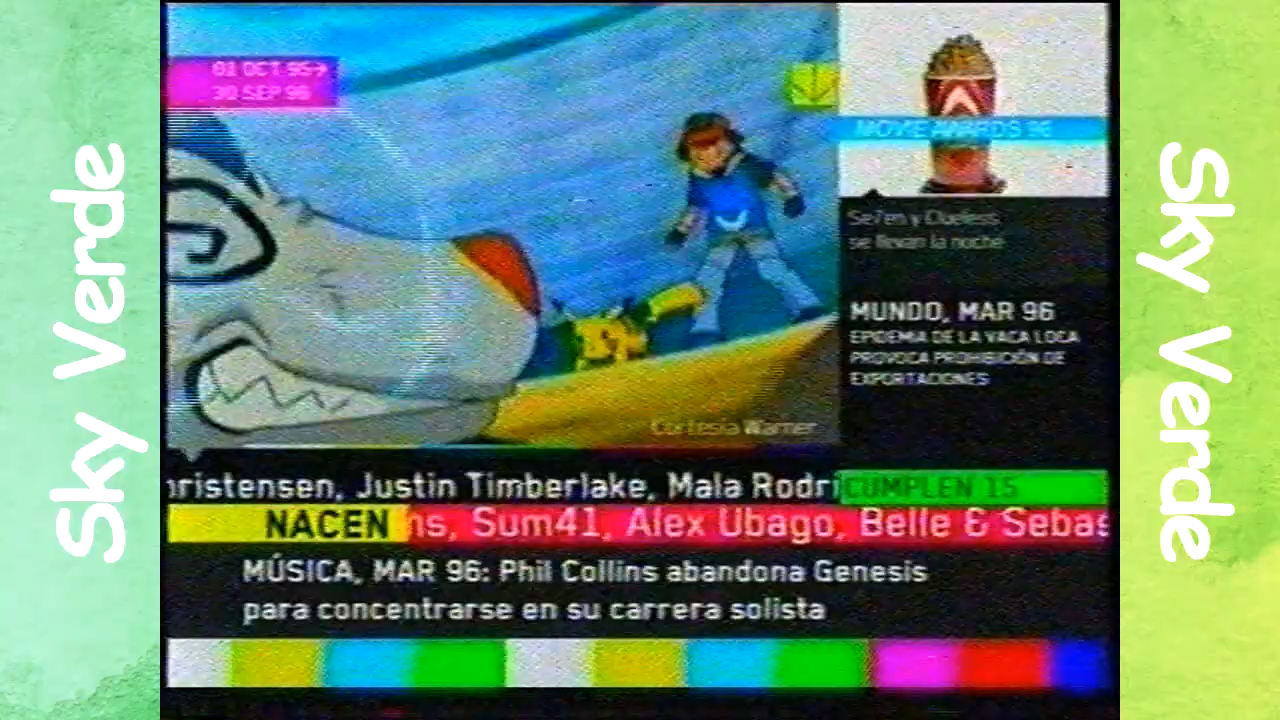 Sky Verde
01 OCT 95→
30 SEP 96
MOVIE AWARDS 96
Se7en y Clueless
se llevan la noche
MUNDO, MAR 96
EPIDEMIA DE LA VACA LOCA
PROVOCA PROHIBICIÓN DE
EXPORTACIONES
Cortesía Warner
hristensen, Justin Timberlake, Mala Rodri
CUMPLEN 15
NACEN
ns, Sum41, Alex Ubago, Belle & Sebas
MÚSICA, MAR 96: Phil Collins abandona Genesis
para concentrarse en su carrera solista
Sky Verde